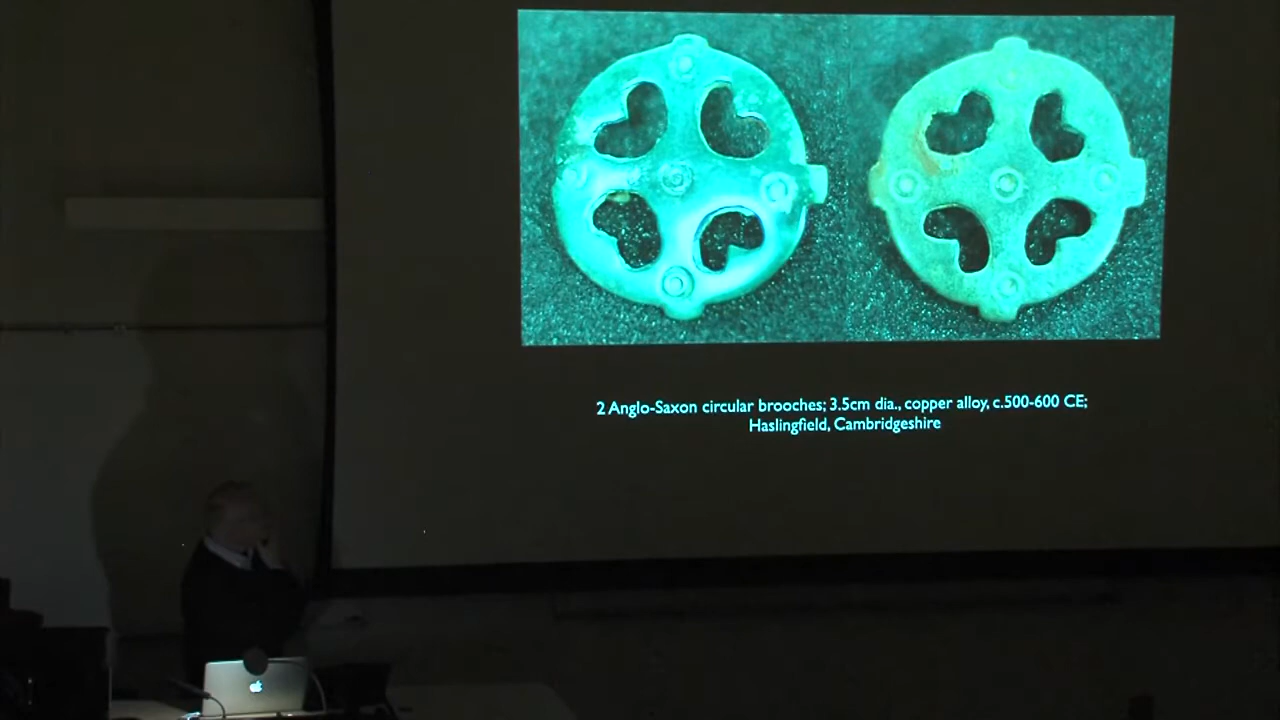 2 Anglo-Saxon circular brooches; 3.5cm dia., copper alloy, c.500-600 CE;
Haslingfield, Cambridgeshire